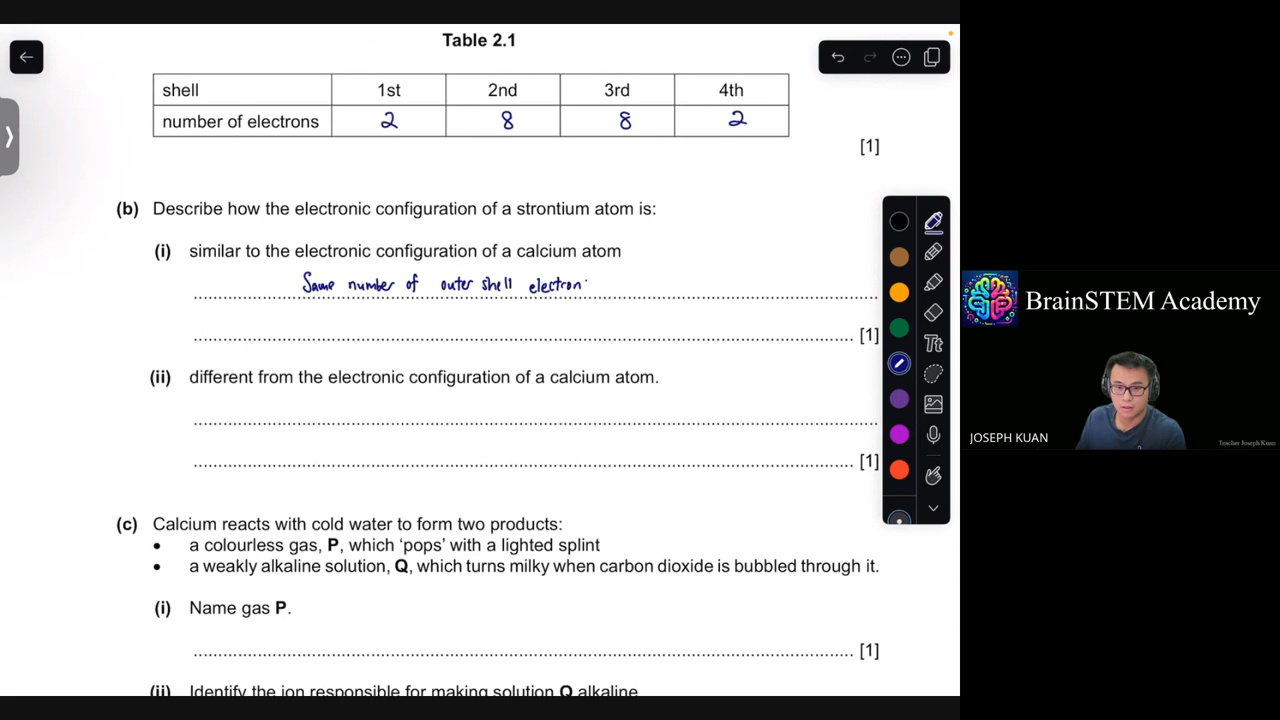 Table 2.1
shell 1st 2nd 3rd 4th
number of electrons 2 8 8 2
[1]
(b) Describe how the electronic configuration of a strontium atom is:
(i) similar to the electronic configuration of a calcium atom
Same number of outer shell electron
[1]
(ii) different from the electronic configuration of a calcium atom.
[1]
(c) Calcium reacts with cold water to form two products:
• a colourless gas, P, which ‘pops’ with a lighted splint
• a weakly alkaline solution, Q, which turns milky when carbon dioxide is bubbled through it.
(i) Name gas P.
[1]
(ii) Identify the ion responsible for making solution Q alkaline
Tt
BrainSTEM Academy
JOSEPH KUAN
Teacher Joseph Kuan